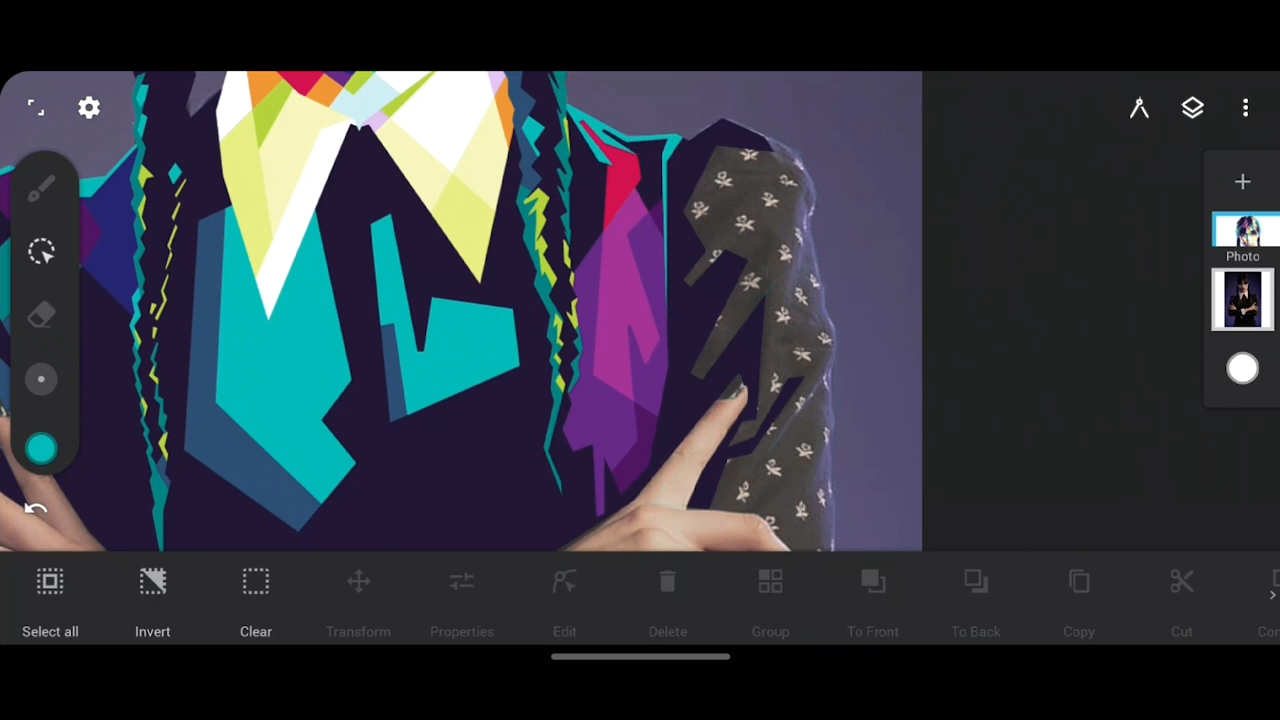 Photo
Select all
Invert
Clear
Transform
Properties
Edit
Delete
Group
To Front
To Back
Copy
Cut